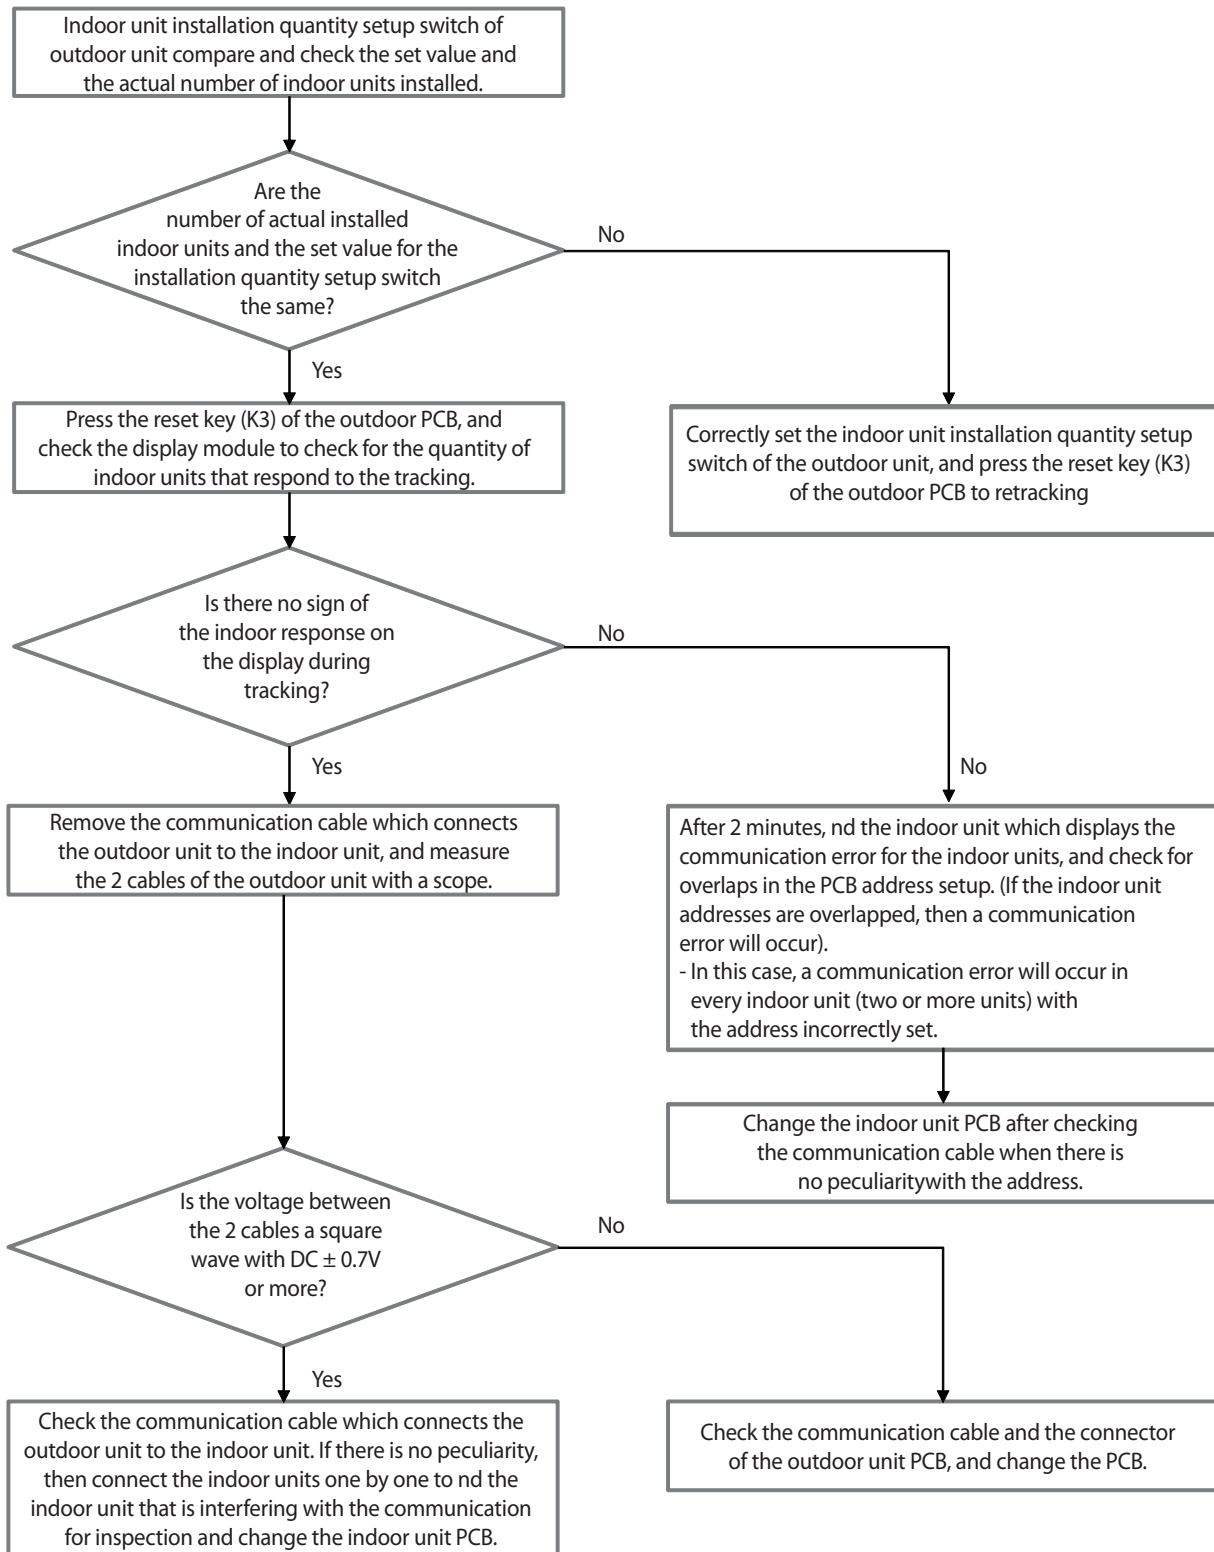 Indoor unit installation quantity setup switch of
outdoor unit compare and check the set value and
the actual number of indoor units installed.
Are the
number of actual installed
indoor units and the set value for the
installation quantity setup switch
the same?
No
Yes
Press the reset key (K3) of the outdoor PCB, and
check the display module to check for the quantity of
indoor units that respond to the tracking.
Correctly set the indoor unit installation quantity setup
switch of the outdoor unit, and press the reset key (K3)
of the outdoor PCB to retracking
Is there no sign of
the indoor response on
the display during
tracking?
No
Yes
No
Remove the communication cable which connects
the outdoor unit to the indoor unit, and measure
the 2 cables of the outdoor unit with a scope.
After 2 minutes, nd the indoor unit which displays the
communication error for the indoor units, and check for
overlaps in the PCB address setup. (If the indoor unit
addresses are overlapped, then a communication
error will occur).
- In this case, a communication error will occur in
every indoor unit (two or more units) with
the address incorrectly set.
Change the indoor unit PCB after checking
the communication cable when there is
no peculiaritywith the address.
Is the voltage between
the 2 cables a square
wave with DC ± 0.7V
or more?
No
Yes
Check the communication cable which connects the
outdoor unit to the indoor unit. If there is no peculiarity,
then connect the indoor units one by one to nd the
indoor unit that is interfering with the communication
for inspection and change the indoor unit PCB.
Check the communication cable and the connector
of the outdoor unit PCB, and change the PCB.